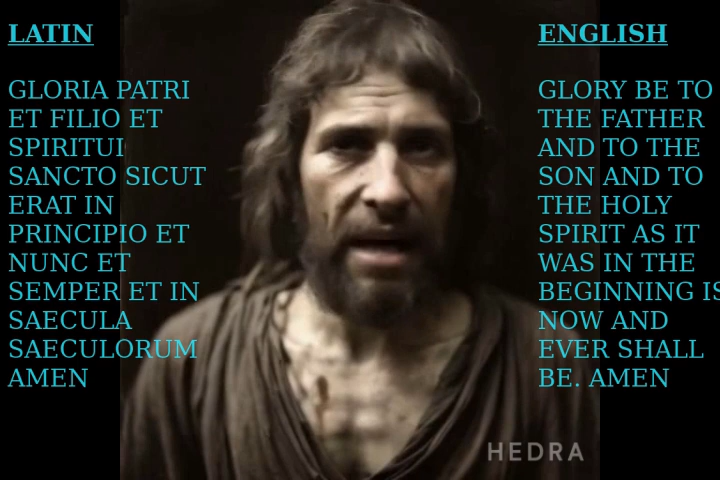 LATIN
GLORIA PATRI
ET FILIO ET
SPIRITUI
SANCTO SICUT
ERAT IN
PRINCIPIO ET
NUNC ET
SEMPER ET IN
SAECULA
SAECULORUM
AMEN
ENGLISH
GLORY BE TO
THE FATHER
AND TO THE
SON AND TO
THE HOLY
SPIRIT AS IT
WAS IN THE
BEGINNING IS
NOW AND
EVER SHALL
BE. AMEN
HEDRA